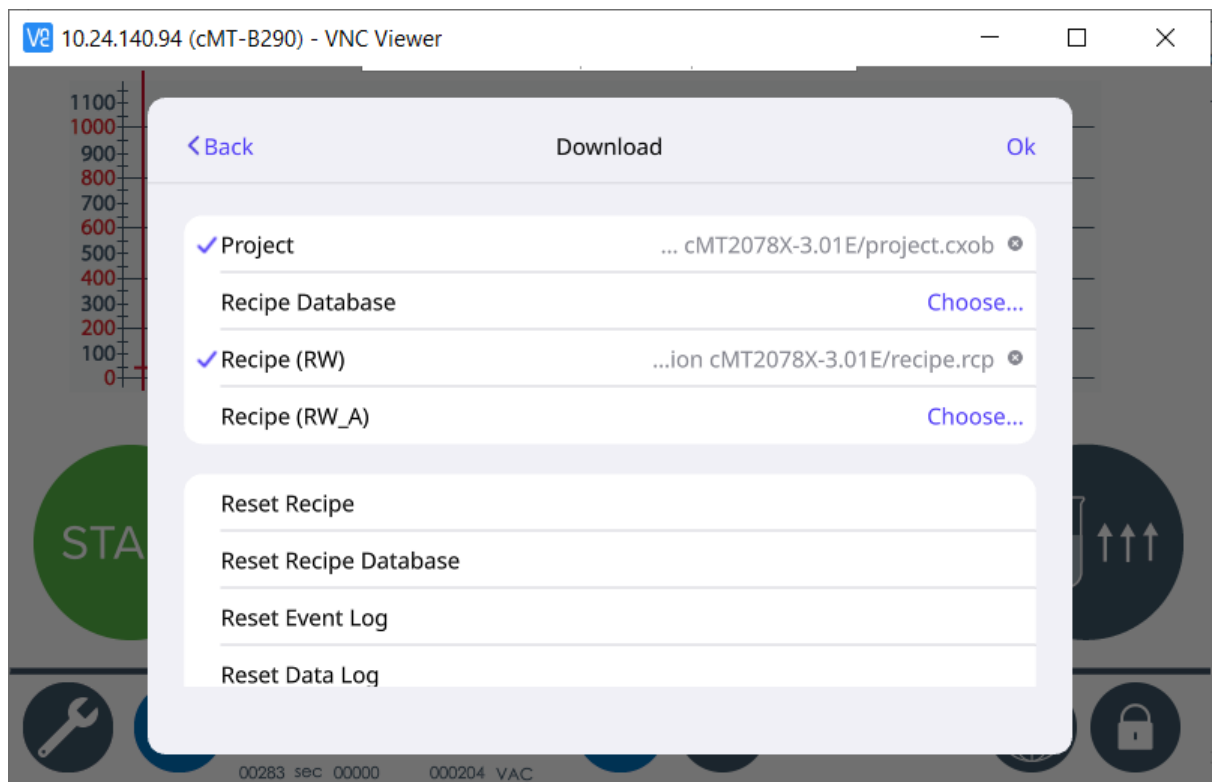 V2 10.24.140.94 (cMT-B290) - VNC Viewer
1100
1000
900
800
700
600
500
400
300
200
100
0
Back Download Ok
Project ... cMT2078X-3.01E/project.cxob
Recipe Database Choose...
Recipe (RW) ...ion cMT2078X-3.01E/recipe.rcp
Recipe (RW_A) Choose...
Reset Recipe
Reset Recipe Database
Reset Event Log
Reset Data Log
STA
00283 sec 00000 000204 VAC